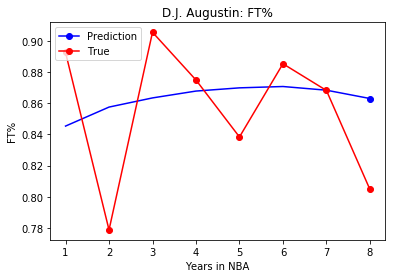 D.J. Augustin: FT%
Prediction
True
FT%
0.90
0.88
0.86
0.84
0.82
0.80
0.78
1 2 3 4 5 6 7 8
Years in NBA